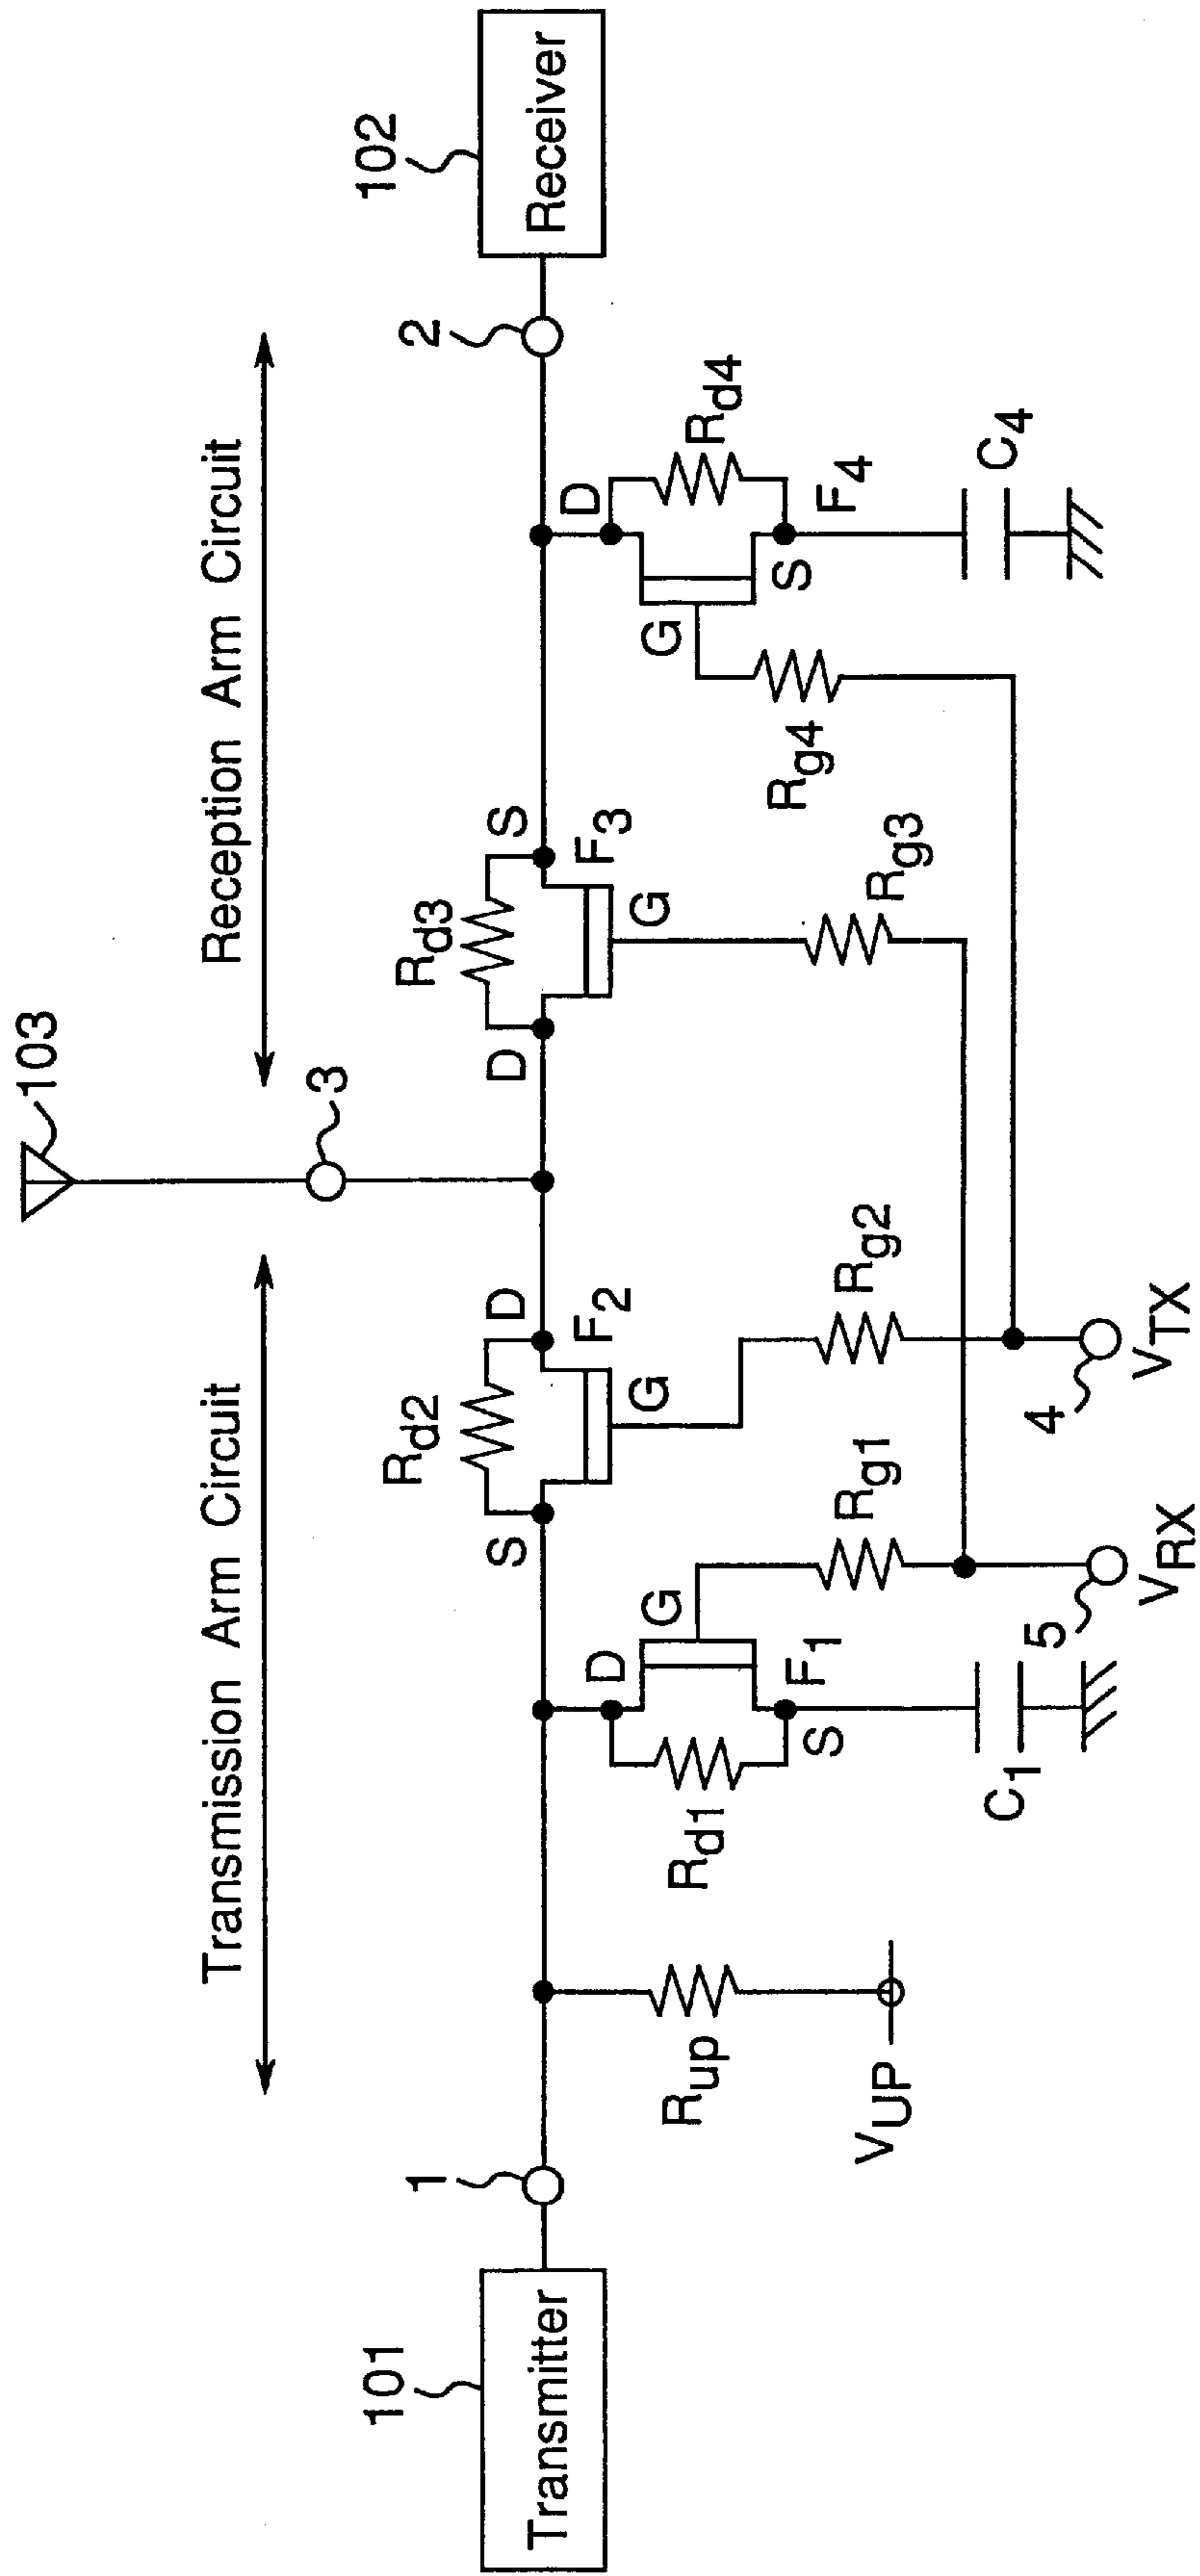 103
3
Transmission Arm Circuit
Reception Arm Circuit
101
Transmitter
1
Rd2
S
D
F2
G
Rd3
D
S
F3
G
2
102
Receiver
Rup
VUP
Rd1
D
G
S
F1
C1
Rg1
Rg2
Rg3
Rg4
G
D
S
Rd4
F4
C4
5
VRX
4
VTX